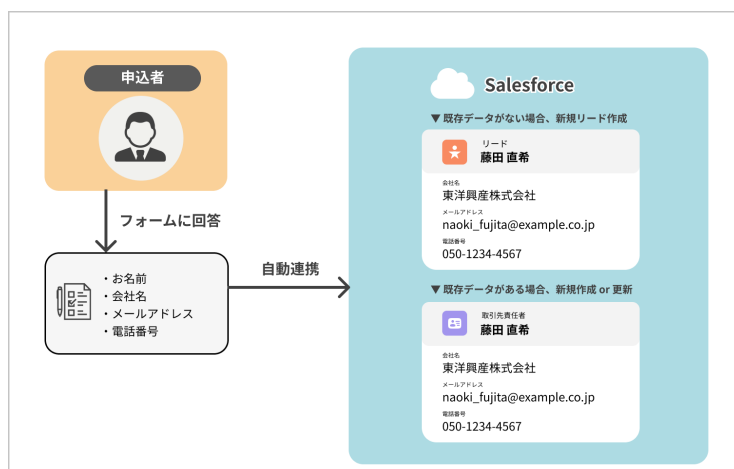 申込者
フォームに回答
・お名前
・会社名
・メールアドレス
・電話番号
自動連携
Salesforce
▼ 既存データがない場合、新規リード作成
リード
藤田 直希
会社名
東洋興産株式会社
メールアドレス
naoki_fujita@example.co.jp
電話番号
050-1234-4567
▼ 既存データがある場合、新規作成 or 更新
取引先責任者
藤田 直希
会社名
東洋興産株式会社
メールアドレス
naoki_fujita@example.co.jp
電話番号
050-1234-4567